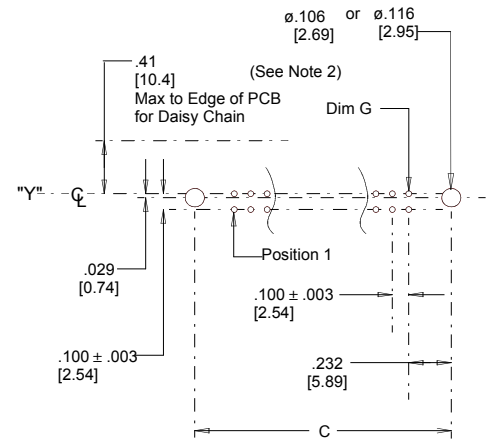 ø.106 or ø.116
[2.69] [2.95]
.41
[10.4]
Max to Edge of PCB
for Daisy Chain
(See Note 2)
Dim G
"Y" ℄
Position 1
.029
[0.74]
.100 ± .003
[2.54]
.100 ± .003
[2.54]
.232
[5.89]
C